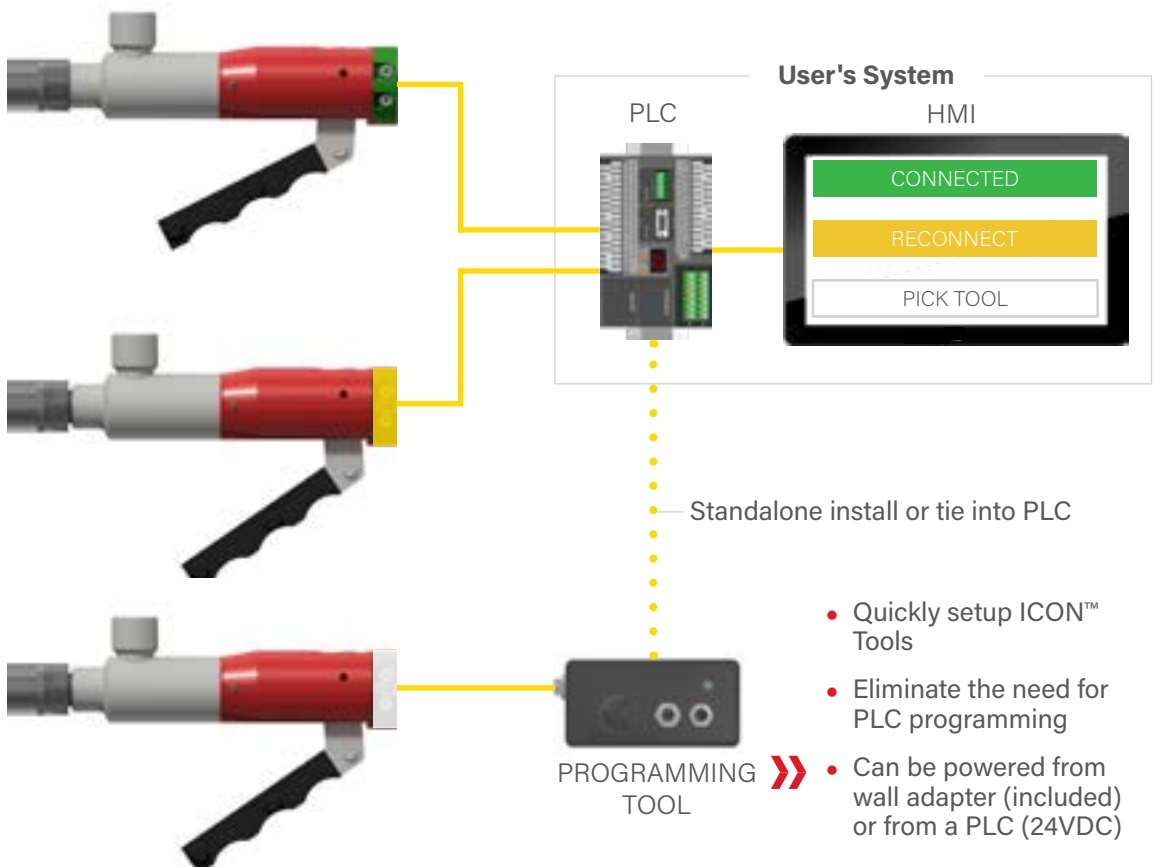 User's System
PLC
HMI
CONNECTED
RECONNECT
PICK TOOL
Standalone install or tie into PLC
PROGRAMMING
TOOL
• Quickly setup ICON™
Tools
• Eliminate the need for
PLC programming
• Can be powered from
wall adapter (included)
or from a PLC (24VDC)